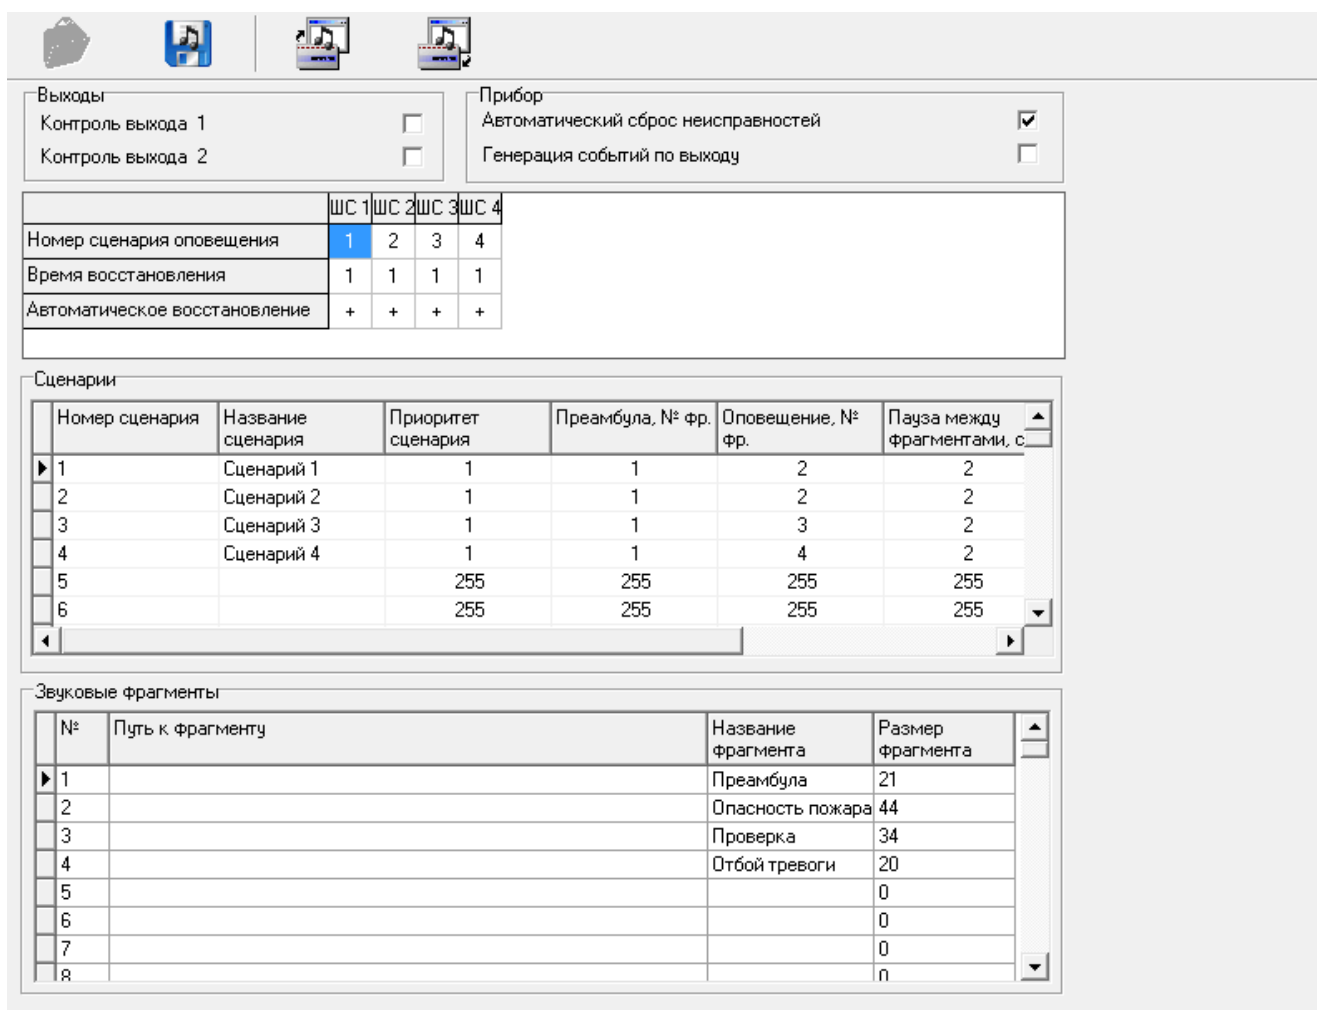 Выходы
Контроль выхода 1
Контроль выхода 2
Прибор
Автоматический сброс неисправностей
Генерация событий по выходу
ШС 1 ШС 2 ШС 3 ШС 4
Номер сценария оповещения 1 2 3 4
Время восстановления 1 1 1 1
Автоматическое восстановление + + + +
Сценарии
Номер сценария Название сценария Приоритет сценария Преамбула, № фр. Оповещение, № фр. Пауза между фрагментами, с
1 Сценарий 1 1 1 2 2
2 Сценарий 2 1 1 2 2
3 Сценарий 3 1 1 3 2
4 Сценарий 4 1 1 4 2
5 255 255 255 255
6 255 255 255 255
Звуковые фрагменты
№ Путь к фрагменту Название фрагмента Размер фрагмента
1 Преамбула 21
2 Опасность пожара 44
3 Проверка 34
4 Отбой тревоги 20
5 0
6 0
7 0
8 0